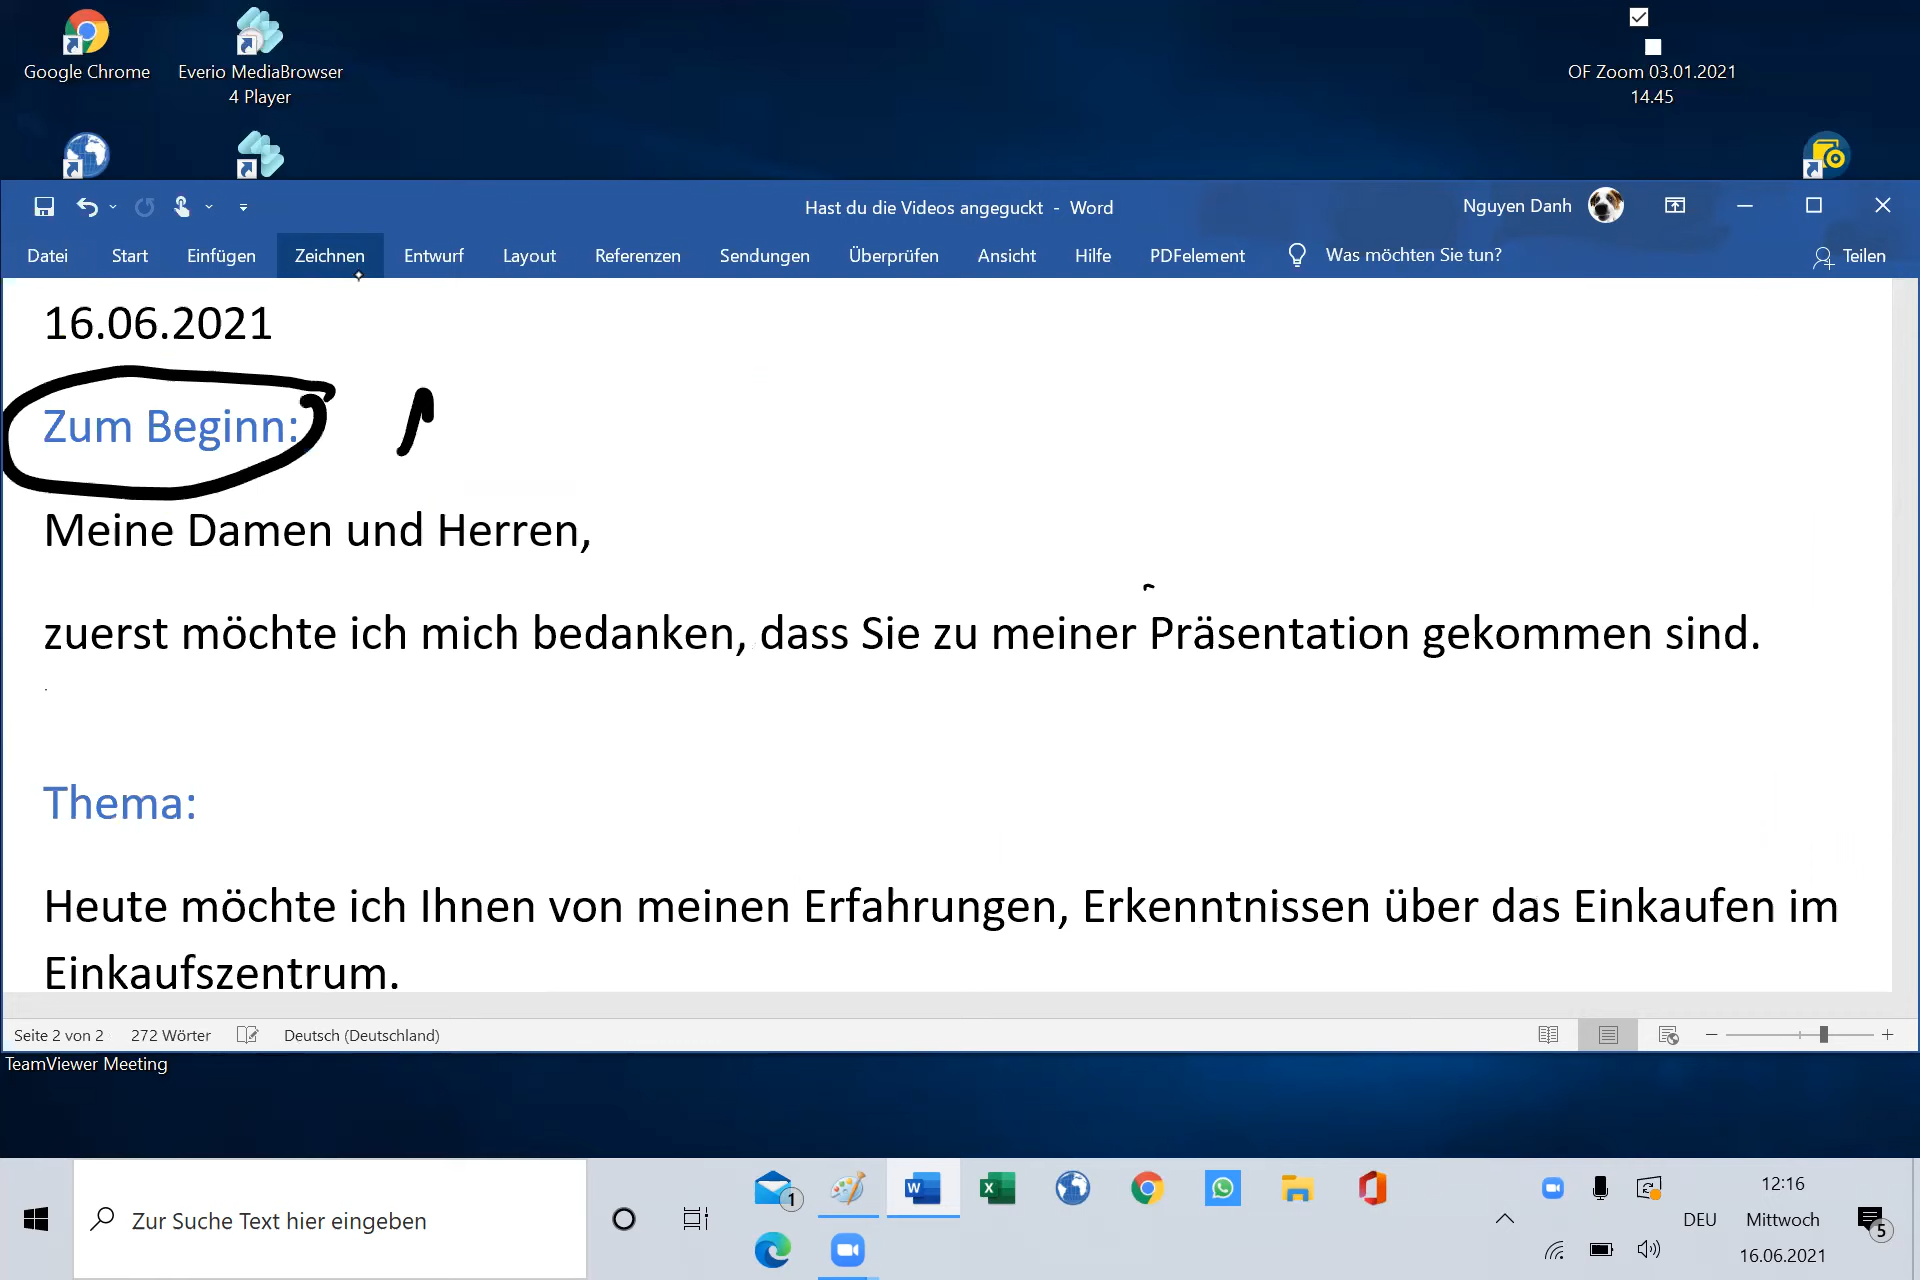 Google Chrome
Everio MediaBrowser
4 Player
OF Zoom 03.01.2021
14.45
Hast du die Videos angeguckt - Word
Nguyen Danh
Datei Start Einfügen Zeichnen Entwurf Layout Referenzen Sendungen Überprüfen Ansicht Hilfe PDFelement Was möchten Sie tun? Teilen
16.06.2021
Zum Beginn: 1
Meine Damen und Herren,
zuerst möchte ich mich bedanken, dass Sie zu meiner Präsentation gekommen sind.
Thema:
Heute möchte ich Ihnen von meinen Erfahrungen, Erkenntnissen über das Einkaufen im
Einkaufszentrum.
Seite 2 von 2 272 Wörter Deutsch (Deutschland)
TeamViewer Meeting
Zur Suche Text hier eingeben
1
DEU
12:16
Mittwoch
16.06.2021
5